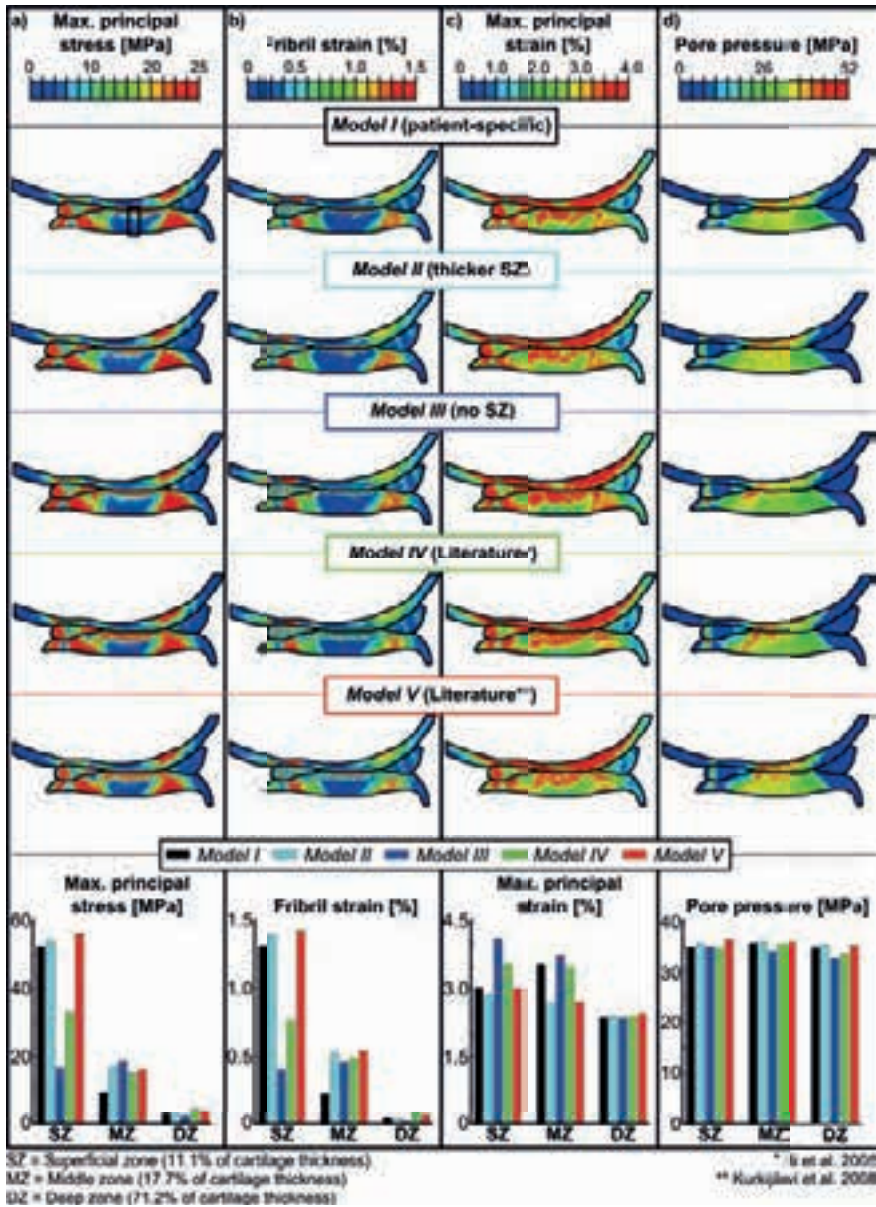 a) Max. principal stress [MPa]
0 10 20 25
b) Fribril strain [%]
0 0.5 1.0 1.5
c) Max. principal strain [%]
0 1.0 2.0 3.0 4.0
d) Pore pressure [MPa]
0 26 52
Model I (patient-specific)
Model II (thicker SZ)
Model III (no SZ)
Model IV (Literature*)
Model V (Literature**)
Model I Model II Model III Model IV Model V
Max. principal stress [MPa]
60
40
20
0
SZ MZ DZ
Fribril strain [%]
1.5
1.0
0.5
0
SZ MZ DZ
Max. principal strain [%]
4.5
3.0
1.5
0
SZ MZ DZ
Pore pressure [MPa]
40
30
20
10
0
SZ MZ DZ
SZ = Superficial zone (11.1% of cartilage thickness)
MZ = Middle zone (17.7% of cartilage thickness)
DZ = Deep zone (71.2% of cartilage thickness)
* et al. 2005
** et al. 2008